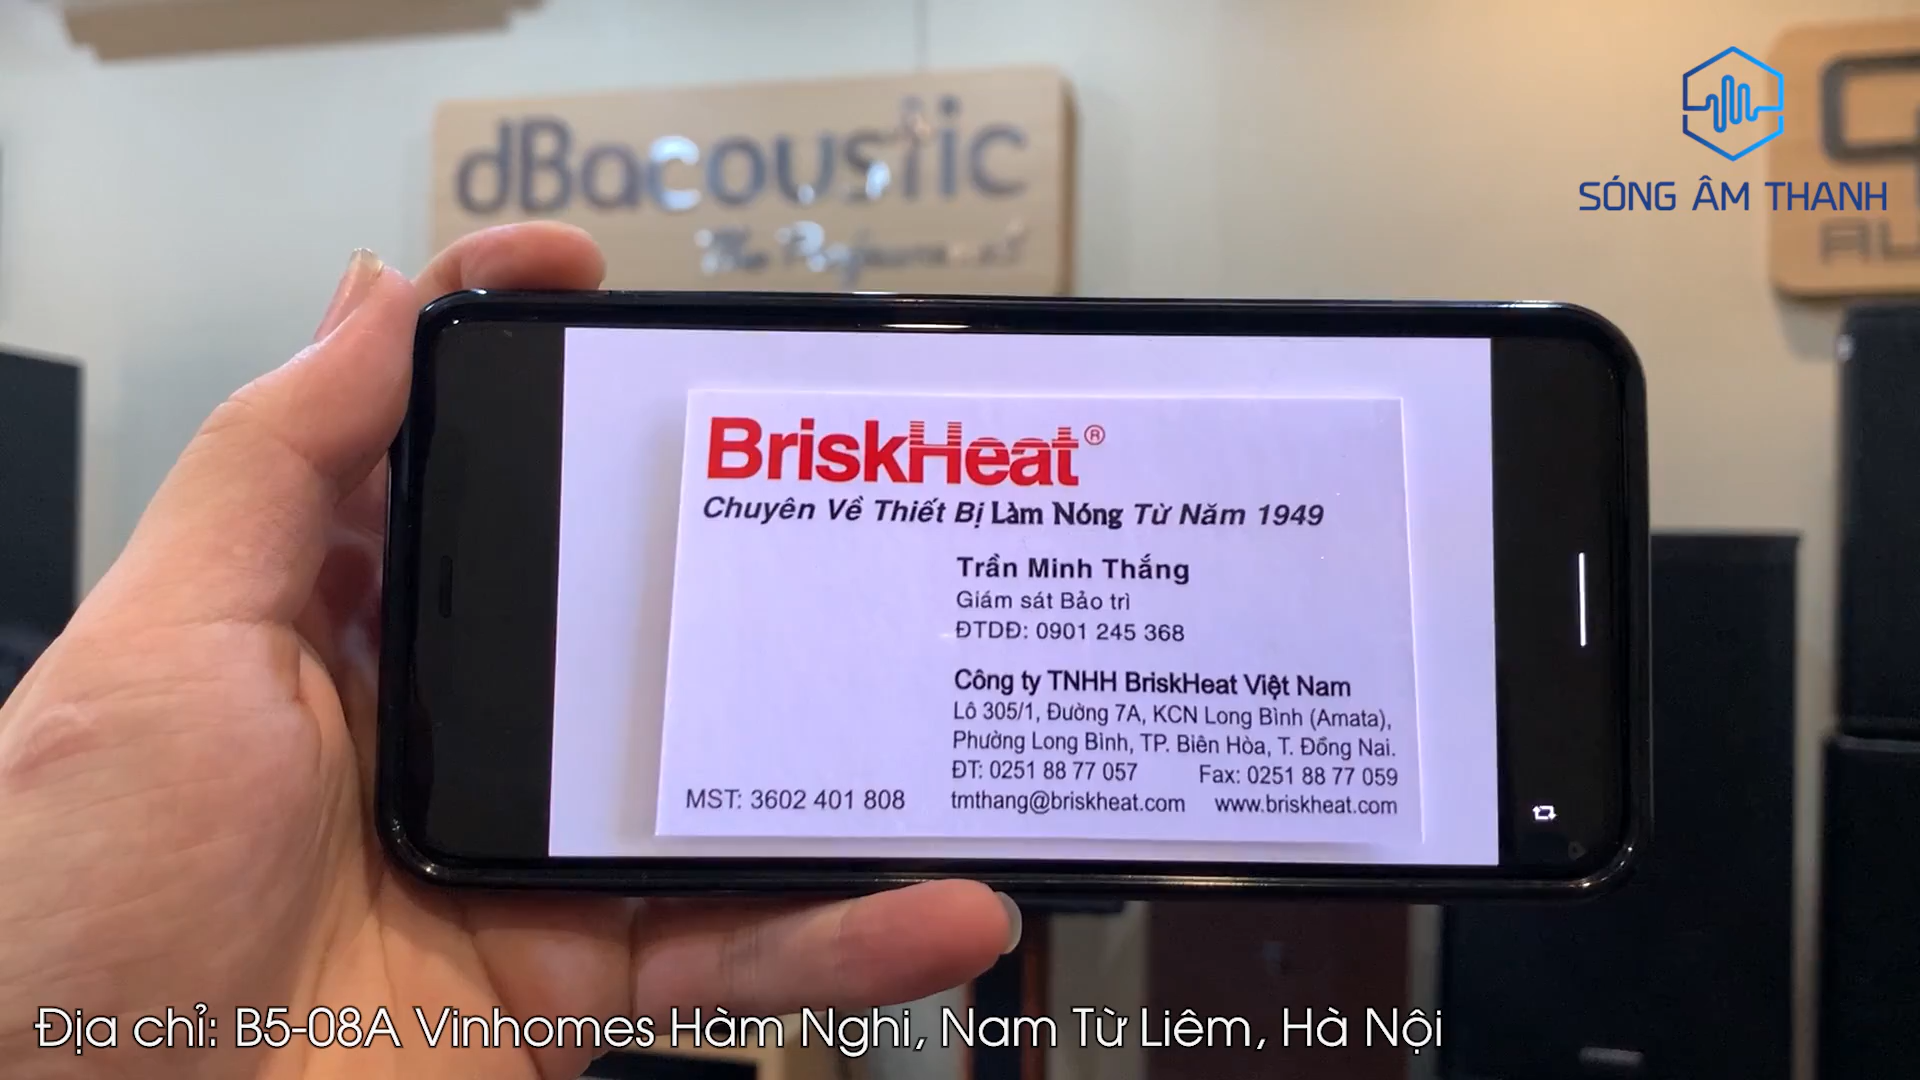 dBacoustic
The
SÓNG ÂM THANH
BriskHeat®
Chuyên Về Thiết Bị Làm Nóng Từ Năm 1949
Trần Minh Thắng
Giám sát Bảo trì
ĐTDĐ: 0901 245 368
Công ty TNHH BriskHeat Việt Nam
Lô 305/1, Đường 7A, KCN Long Bình (Amata),
Phường Long Bình, TP. Biên Hòa, T. Đồng Nai.
ĐT: 0251 88 77 057 Fax: 0251 88 77 059
MST: 3602 401 808 tmthang@briskheat.com www.briskheat.com
Địa chỉ: B5-08A Vinhomes Hàm Nghi, Nam Từ Liêm, Hà Nội